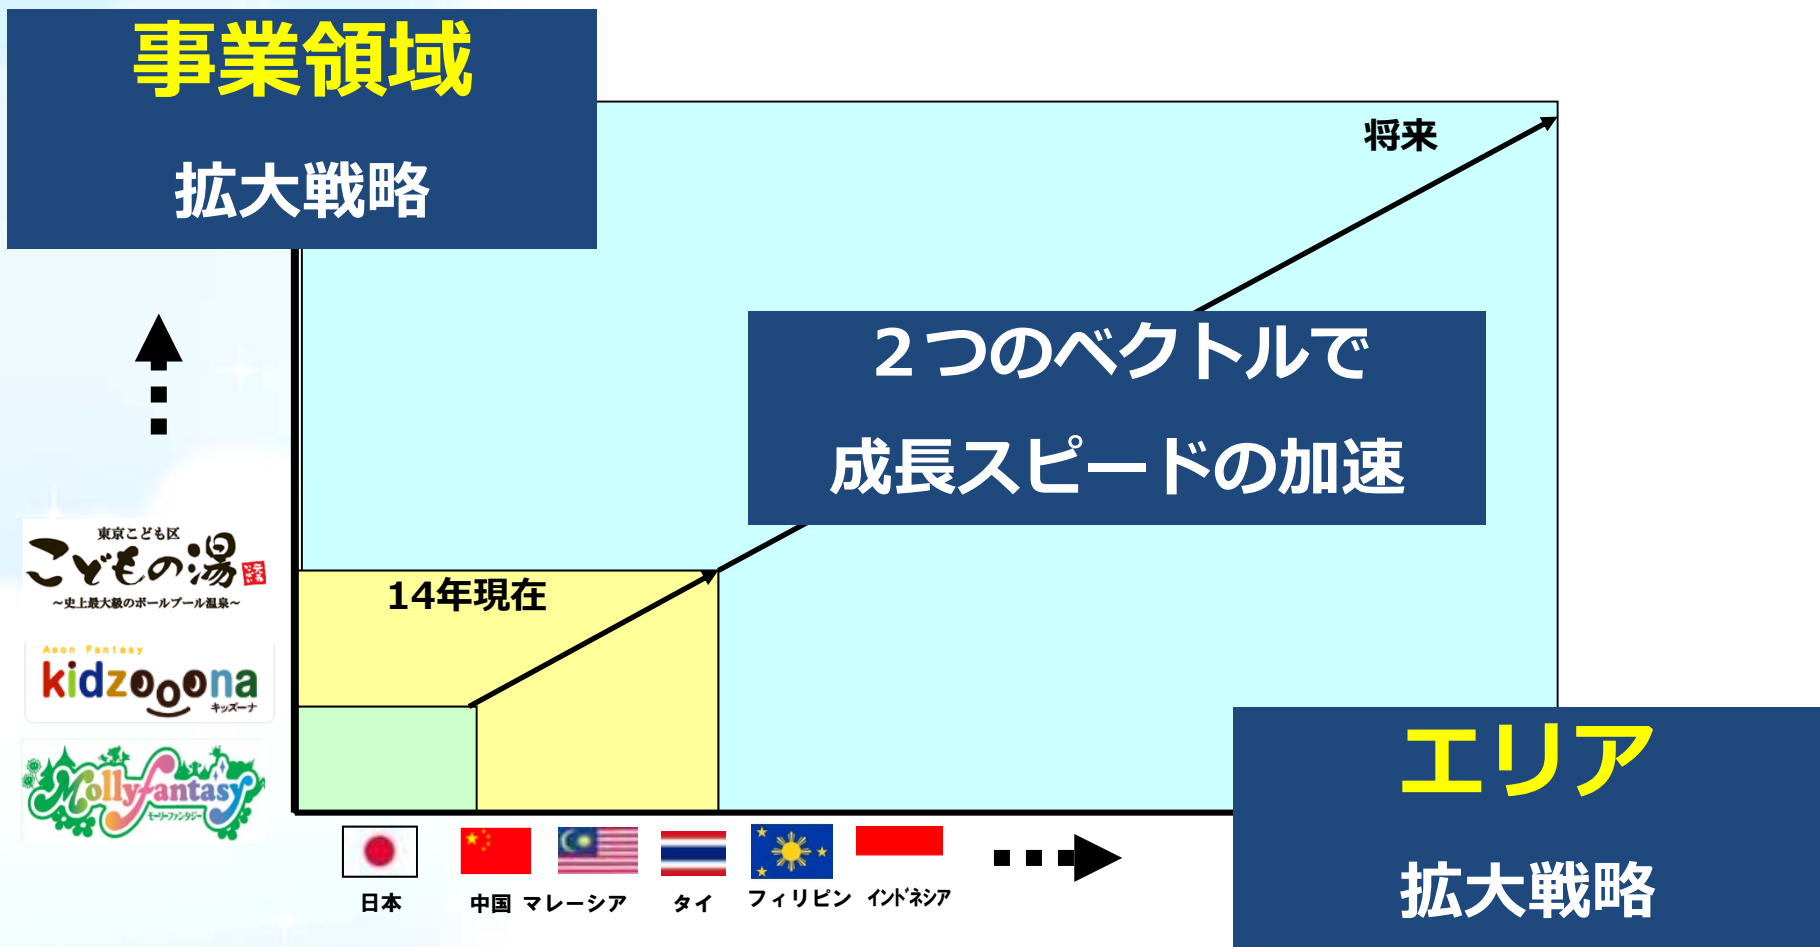 事業領域
拡大戦略
将来
２つのベクトルで
成長スピードの加速
14年現在
東京こども区
こどもの湯
～史上最大級のボールプール温泉～
Aeon Fantasy
kidzooona
キッズーナ
Mollyfantasy
モーリーファンタジー
日本
中国
マレーシア
タイ
フィリピン
インドネシア
エリア
拡大戦略